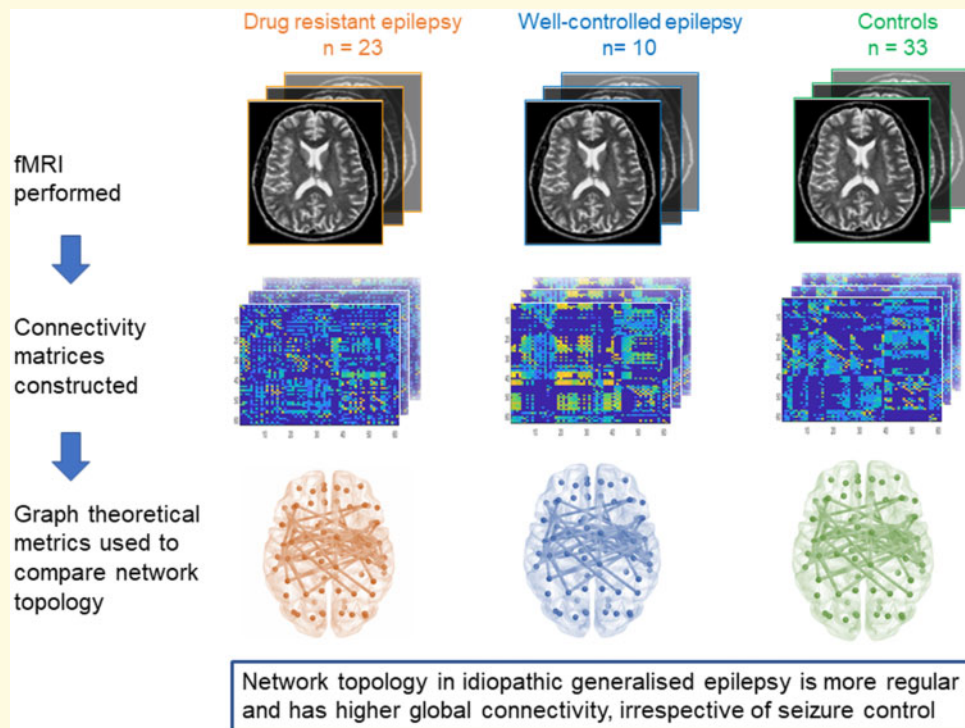 Drug resistant epilepsy
n = 23
Well-controlled epilepsy
n= 10
Controls
n = 33
fMRI
performed
Connectivity
matrices
constructed
Graph theoretical
metrics used to
compare network
topology
Network topology in idiopathic generalised epilepsy is more regular
and has higher global connectivity, irrespective of seizure control